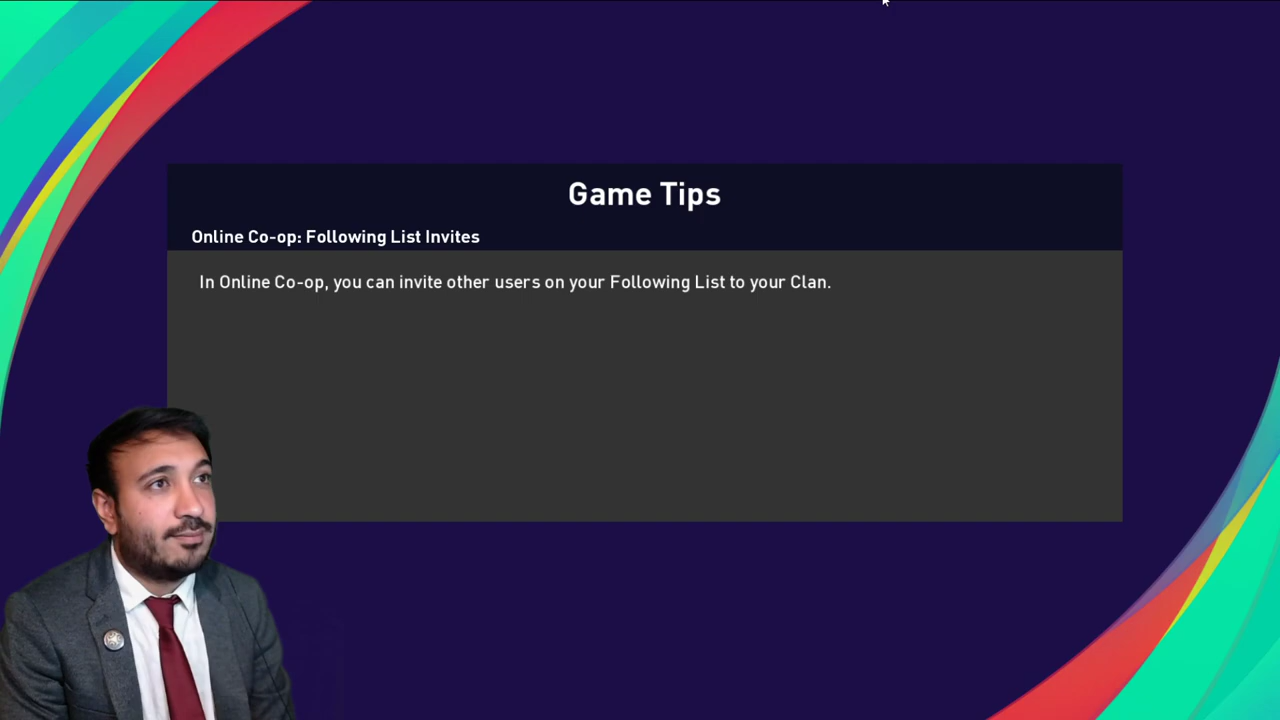 Game Tips
Online Co-op: Following List Invites
In Online Co-op, you can invite other users on your Following List to your Clan.